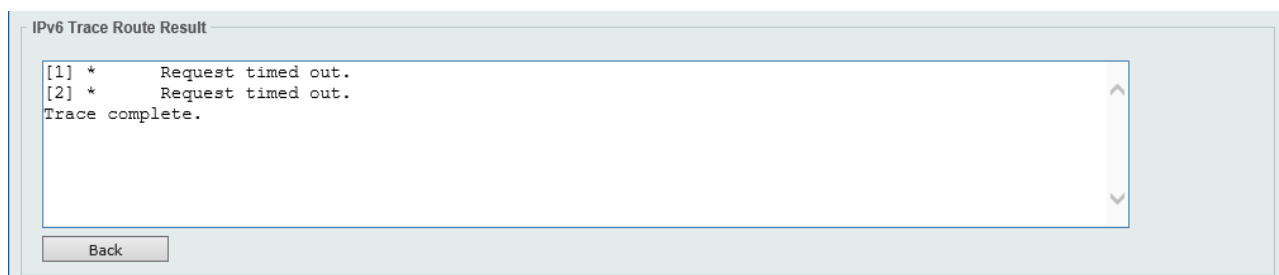 IPv6 Trace Route Result
[1] *      Request timed out.
[2] *      Request timed out.
Trace complete.
Back